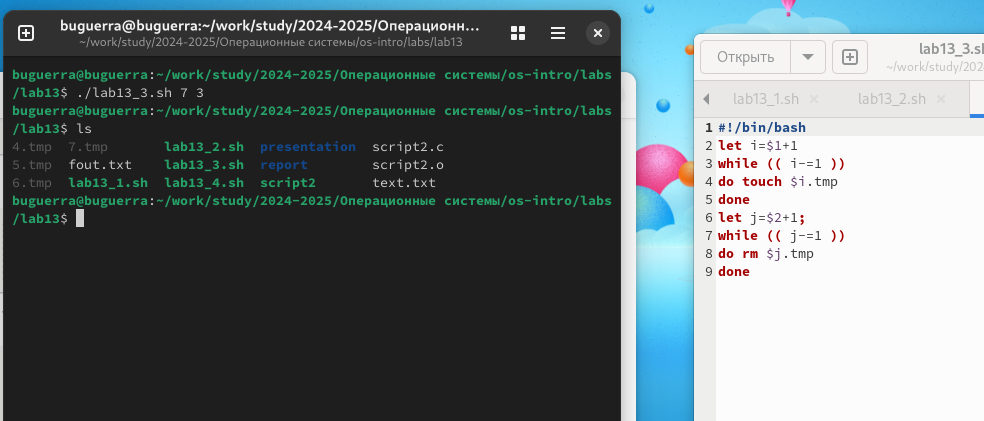 buguerra@buguerra:~/work/study/2024-2025/Операционн...
~/work/study/2024-2025/Операционные системы/os-intro/labs/lab13
buguerra@buguerra:~/work/study/2024-2025/Операционные системы/os-intro/labs
/lab13$ ./lab13_3.sh 7 3
buguerra@buguerra:~/work/study/2024-2025/Операционные системы/os-intro/labs
/lab13$ ls
4.tmp 7.tmp lab13_2.sh presentation script2.c
5.tmp fout.txt lab13_3.sh report script2.o
6.tmp lab13_1.sh lab13_4.sh script2 text.txt
buguerra@buguerra:~/work/study/2024-2025/Операционные системы/os-intro/labs
/lab13$
Открыть
lab13_3.sh
~/work/study/202
lab13_1.sh × lab13_2.sh ×
1 #!/bin/bash
2 let i=$1+1
3 while (( i-=1 ))
4 do touch $i.tmp
5 done
6 let j=$2+1;
7 while (( j-=1 ))
8 do rm $j.tmp
9 done